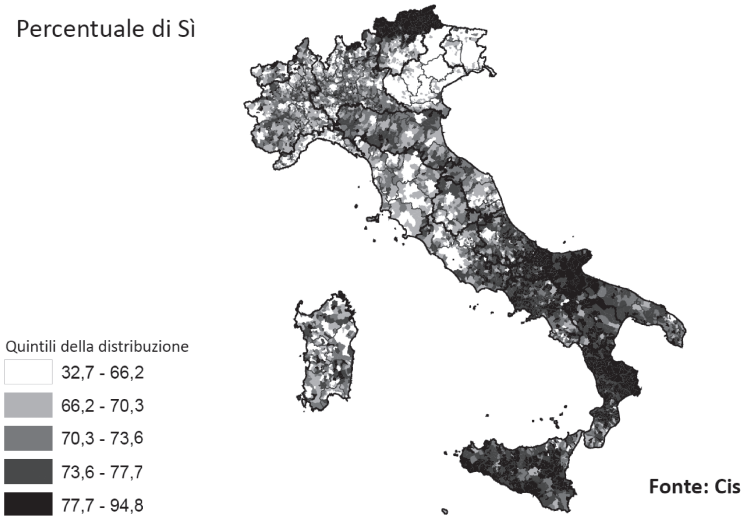 Percentuale di Sì
Quintili della distribuzione
32,7 - 66,2
66,2 - 70,3
70,3 - 73,6
73,6 - 77,7
77,7 - 94,8
Fonte: Cis